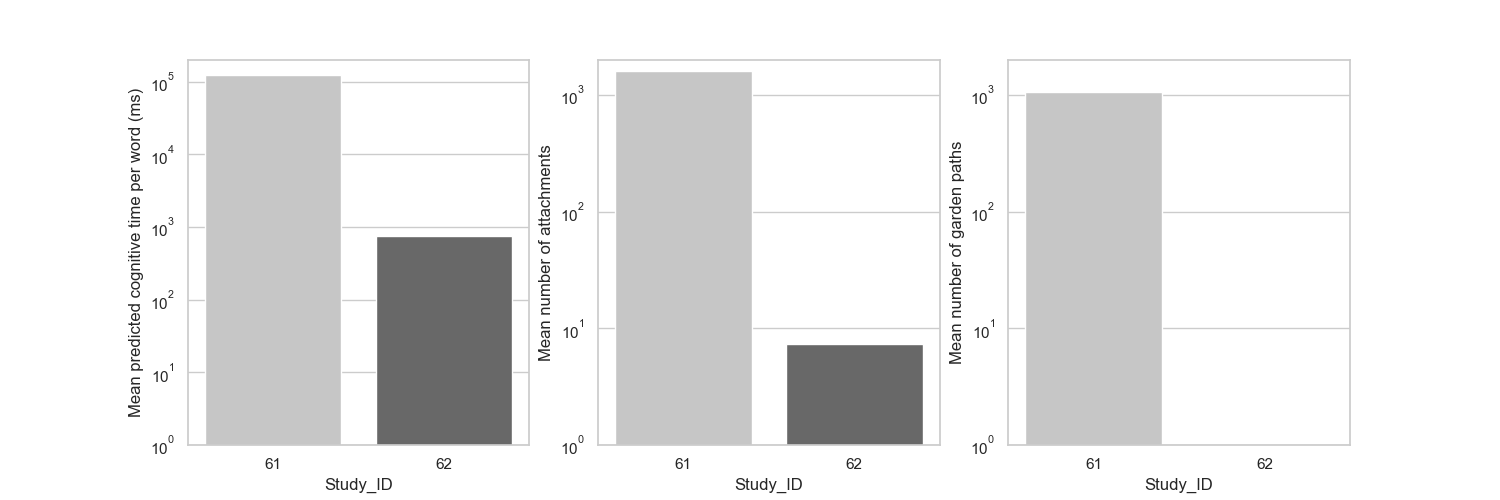 Mean predicted cognitive time per word (ms)
10^5
10^4
10^3
10^2
10^1
10^0
61 62
Study_ID
Mean number of attachments
10^3
10^2
10^1
10^0
61 62
Study_ID
Mean number of garden paths
10^3
10^2
10^1
10^0
61 62
Study_ID